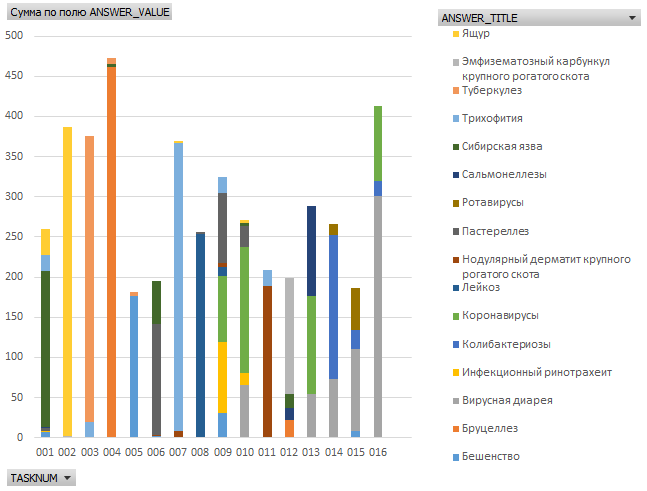 Сумма по полю ANSWER_VALUE
ANSWER_TITLE
500
450
400
350
300
250
200
150
100
50
0
001 002 003 004 005 006 007 008 009 010 011 012 013 014 015 016
Ящур
Эмфизематозный карбункул
крупного рогатого скота
Туберкулез
Трихофития
Сибирская язва
Сальмонеллезы
Ротавирусы
Пастереллез
Нодулярный дерматит крупного
рогатого скота
Лейкоз
Коронавирусы
Колибактериозы
Инфекционный ринотрахеит
Вирусная диарея
Бруцеллез
Бешенство
TASKNUM